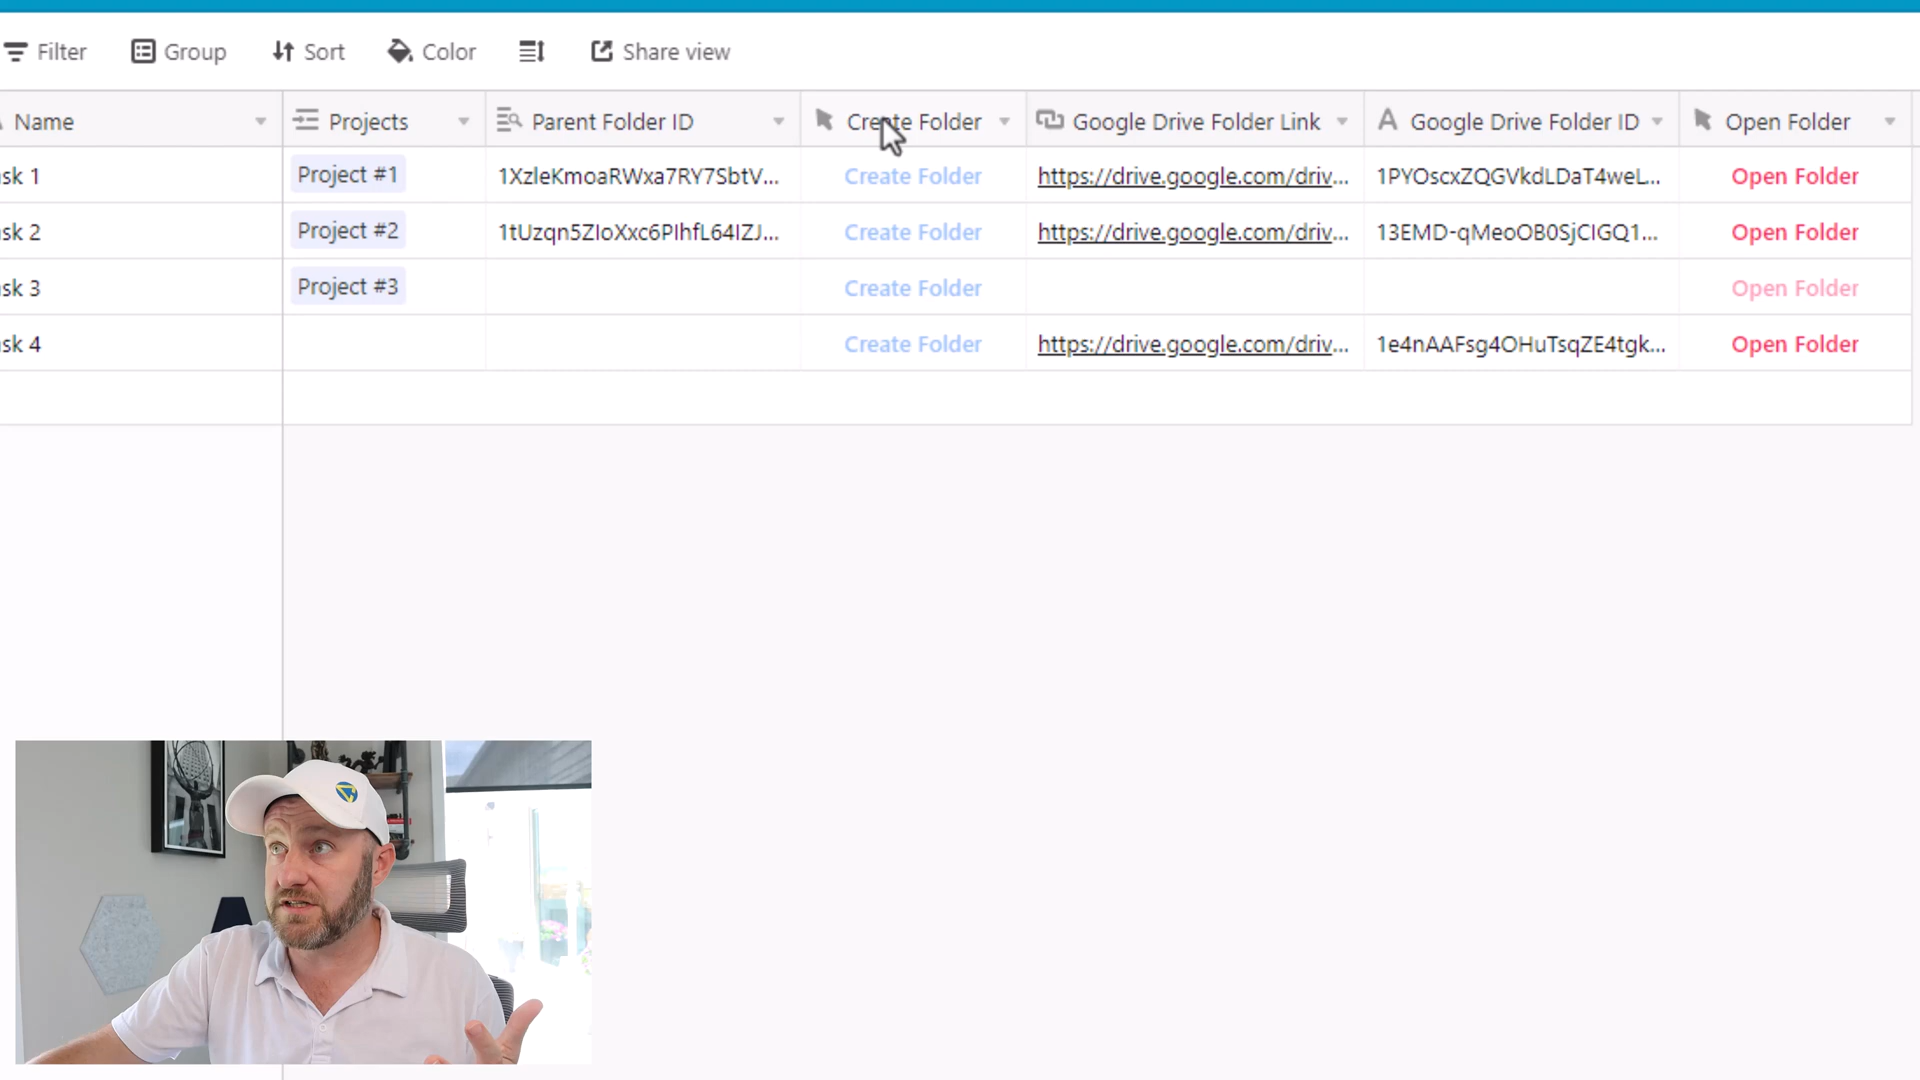 Filter Group Sort Color Share view
Name Projects Parent Folder ID Create Folder Google Drive Folder Link Google Drive Folder ID Open Folder
sk 1 Project #1 1XzleKmoaRWxa7RY7SbtV... Create Folder https://drive.google.com/driv... 1PYOscxZQGVkdLDaT4weL... Open Folder
sk 2 Project #2 1tUzqn5ZIoXxc6PIhfL64IZJ... Create Folder https://drive.google.com/driv... 13EMD-qMeoOB0SjCIGQ1... Open Folder
sk 3 Project #3 Create Folder Open Folder
sk 4 Create Folder https://drive.google.com/driv... 1e4nAAFsg4OHuTsqZE4tgk... Open Folder